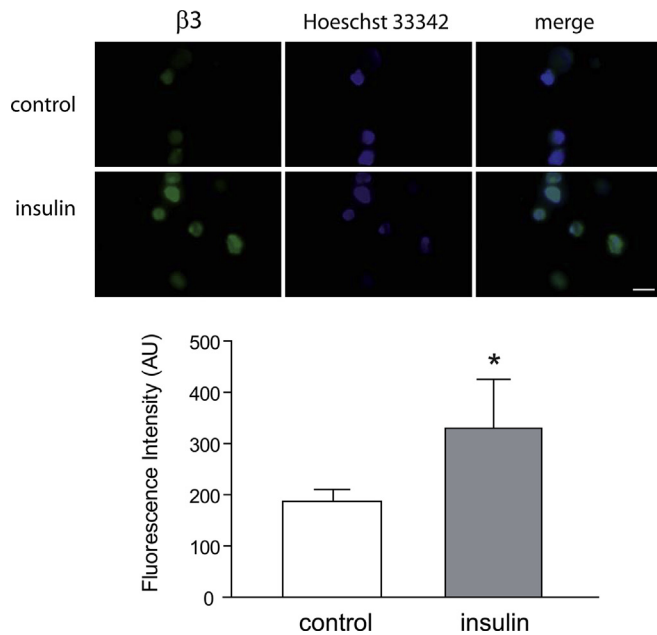 β3 Hoeschst 33342 merge
control
insulin
Fluorescence Intensity (AU)
500
400
300
200
100
0
*
control insulin